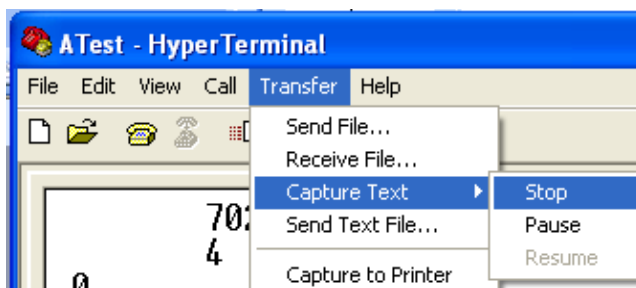 ATest - HyperTerminal
File Edit View Call Transfer Help
Send File...
Receive File...
Capture Text Stop
702 Send Text File... Pause
4 Resume
0 Capture to Printer